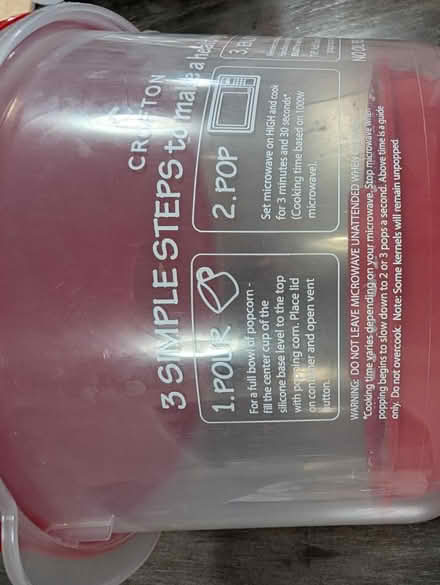 CROFTON
3 SIMPLE STEPS to make a
1. POUR
For a full bowl of popcorn -
fill the center cup of the
silicone base level to the top
with popping corn. Place lid
on container and open vent
button.
2. POP
Set microwave on HIGH and cook
for 3 minutes and 30 seconds*
(Cooking time based on 1000W
microwave).
3.
WARNING: DO NOT LEAVE MICROWAVE UNATTENDED WHEN
*Cooking time varies depending on your microwave. Stop microwave when
popping begins to slow down to 2 or 3 pops a second. Above time is a guide
only. Do not overcook. Note: Some kernels will remain unpopped